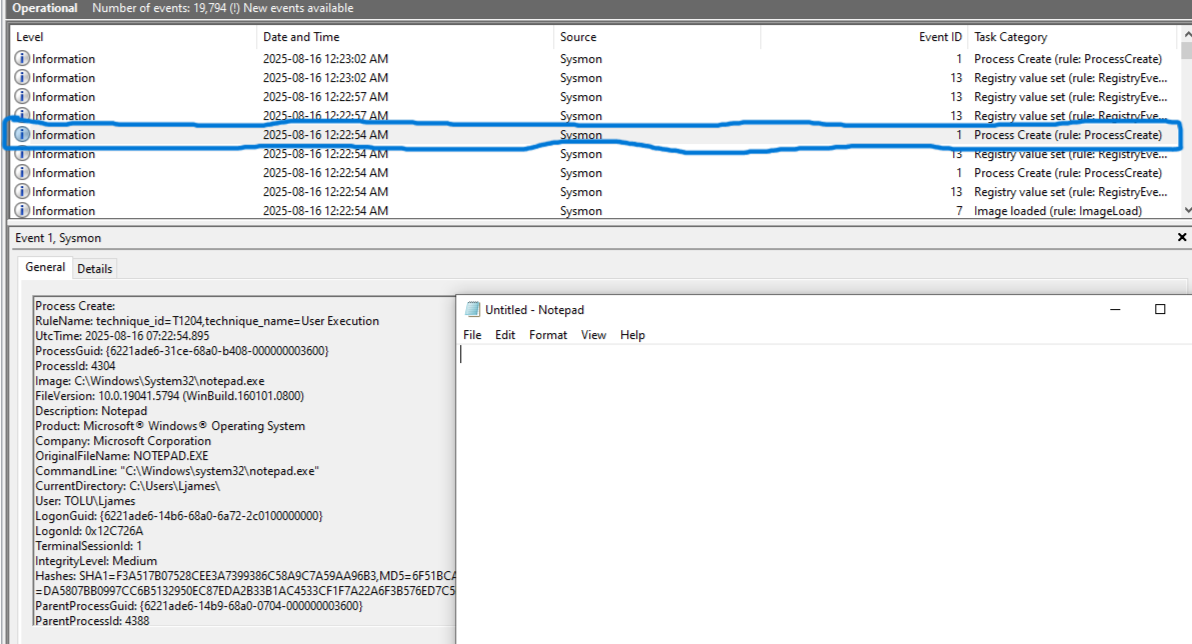 Operational Number of events: 19,794 (!) New events available
Level Date and Time Source Event ID Task Category
Information 2025-08-16 12:23:02 AM Sysmon 1 Process Create (rule: ProcessCreate)
Information 2025-08-16 12:23:02 AM Sysmon 13 Registry value set (rule: RegistryEve...
Information 2025-08-16 12:22:57 AM Sysmon 13 Registry value set (rule: RegistryEve...
Information 2025-08-16 12:22:57 AM Sysmon 13 Registry value set (rule: RegistryEve...
Information 2025-08-16 12:22:54 AM Sysmon 1 Process Create (rule: ProcessCreate)
Information 2025-08-16 12:22:54 AM Sysmon 13 Registry value set (rule: RegistryEve...
Information 2025-08-16 12:22:54 AM Sysmon 1 Process Create (rule: ProcessCreate)
Information 2025-08-16 12:22:54 AM Sysmon 13 Registry value set (rule: RegistryEve...
Information 2025-08-16 12:22:54 AM Sysmon 7 Image loaded (rule: ImageLoad)
Event 1, Sysmon
General Details
Process Create:
RuleName: technique_id=T1204,technique_name=User Execution
UtcTime: 2025-08-16 07:22:54.895
ProcessGuid: {6221ade6-31ce-68a0-b408-000000003600}
ProcessId: 4304
Image: C:\Windows\System32\notepad.exe
FileVersion: 10.0.19041.5794 (WinBuild.160101.0800)
Description: Notepad
Product: Microsoft® Windows® Operating System
Company: Microsoft Corporation
OriginalFileName: NOTEPAD.EXE
CommandLine: "C:\Windows\system32\notepad.exe"
CurrentDirectory: C:\Users\Ljames\
User: TOLU\Ljames
LogonGuid: {6221ade6-14b6-68a0-6a72-2c0100000000}
LogonId: 0x12C726A
TerminalSessionId: 1
IntegrityLevel: Medium
Hashes: SHA1=F3A517B07528CEE3A7399386C58A9C7A59AA96B3,MD5=6F51BCA
=DA5807BB0997CC6B5132950EC87EDA2B33B1AC4533CF1F7A22A6F3B576ED7C5
ParentProcessGuid: {6221ade6-14b9-68a0-0704-000000003600}
ParentProcessId: 4388
Untitled - Notepad
File Edit Format View Help